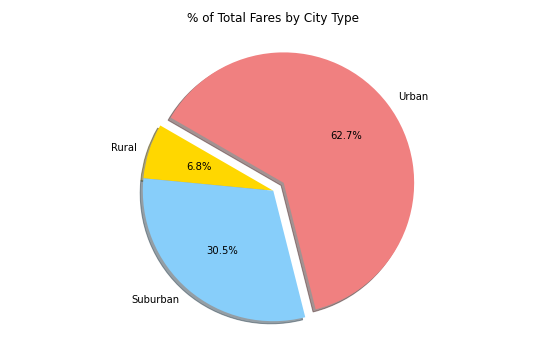 % of Total Fares by City Type
Urban
62.7%
Rural
6.8%
30.5%
Suburban